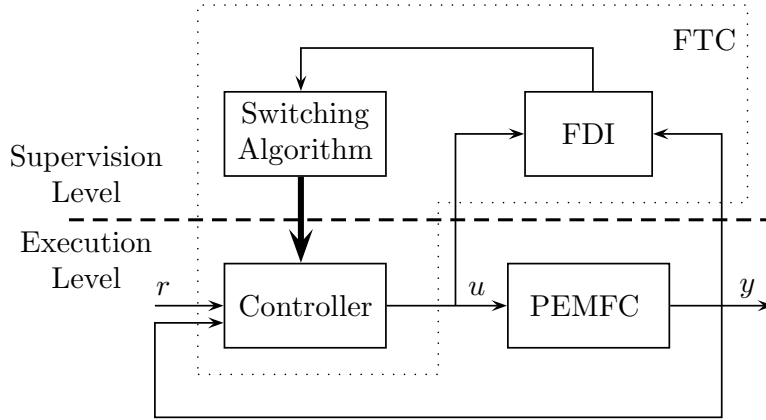 FTC
Switching
Algorithm
FDI
Supervision
Level
Execution
Level
r
Controller
u
PEMFC
y